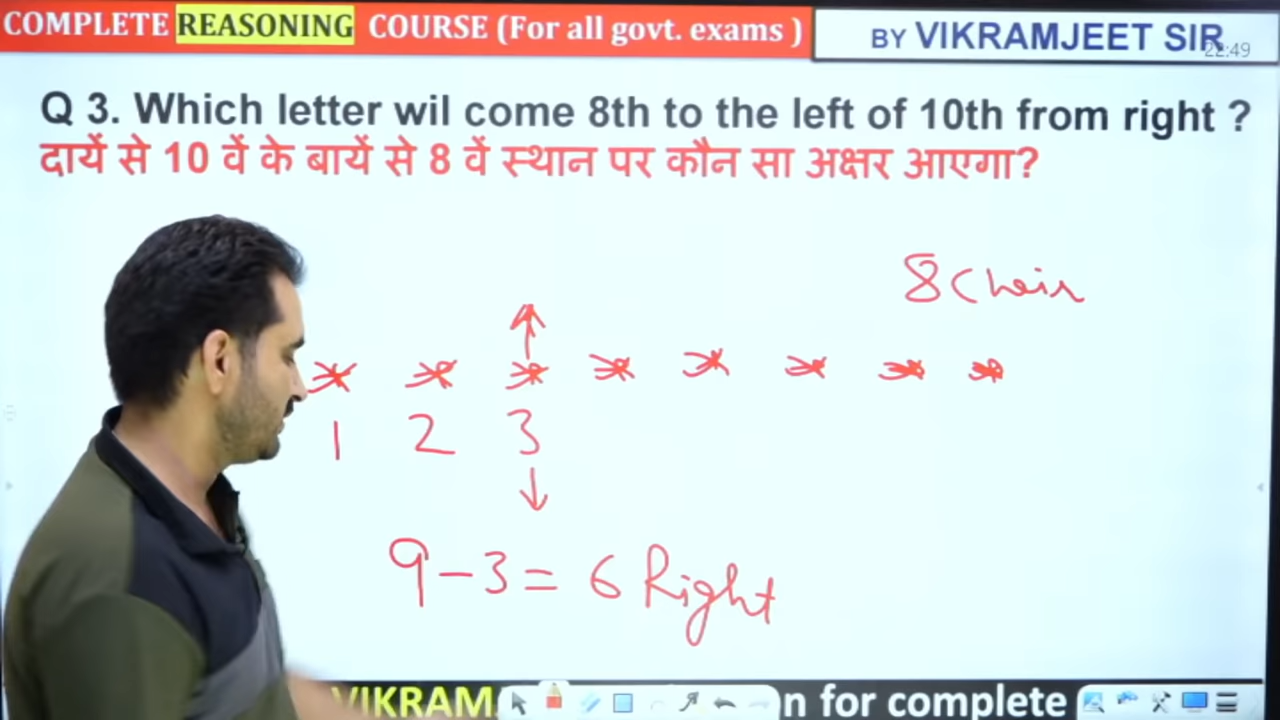 COMPLETE REASONING COURSE (For all govt. exams )
BY VIKRAMJEET SIR
22:49
Q 3. Which letter wil come 8th to the left of 10th from right ?
दायें से 10 वें के बायें से 8 वें स्थान पर कौन सा अक्षर आएगा?
8 Chair
1 2 3
9 - 3 = 6 Right
VIKRAM
n for complete